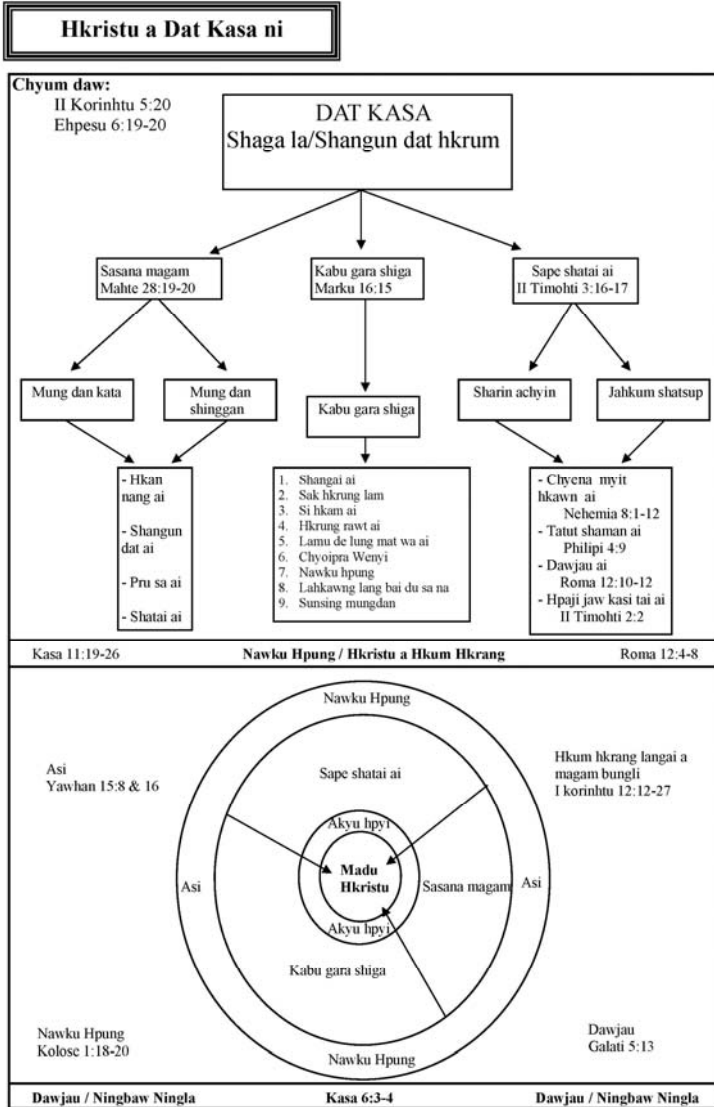 Hkristu a Dat Kasa ni
Chyum daw:
II Korinhtu 5:20
Ehpesu 6:19-20
DAT KASA
Shaga la/Shangun dat hkrum
Sasana magam
Mahte 28:19-20
Kabu gara shiga
Marku 16:15
Sape shatai ai
II Timohti 3:16-17
Mung dan kata
Mung dan
shinggan
Kabu gara shiga
Sharin achyin
Jahkum shatsup
- Hkan
nang ai
- Shangun
dat ai
- Pru sa ai
- Shatai ai
1. Shangai ai
2. Sak hkrung lam
3. Si hkam ai
4. Hkrung rawt ai
5. Lamu de lung mat wa ai
6. Chyoipra Wenyi
7. Nawku hpung
8. Lahkawng lang bai du sa na
9. Sunsing mungdan
- Chyena myit
hkawn ai
Nehemia 8:1-12
- Tatut shaman ai
Philipi 4:9
- Dawjau ai
Roma 12:10-12
- Hpaji jaw kasi tai ai
II Timohti 2:2
Kasa 11:19-26 Nawku Hpung / Hkristu a Hkum Hkrang Roma 12:4-8
Nawku Hpung
Asi
Yawhan 15:8 & 16
Sape shatai ai
Hkum hkrang langai a
magam bungli
I korinhtu 12:12-27
Akyu hpyi
Madu
Hkristu
Asi
Sasana magam
Asi
Akyu hpyi
Kabu gara shiga
Nawku Hpung
Kolose 1:18-20
Dawjau
Galati 5:13
Nawku Hpung
Dawjau / Ningbaw Ningla Kasa 6:3-4 Dawjau / Ningbaw Ningla